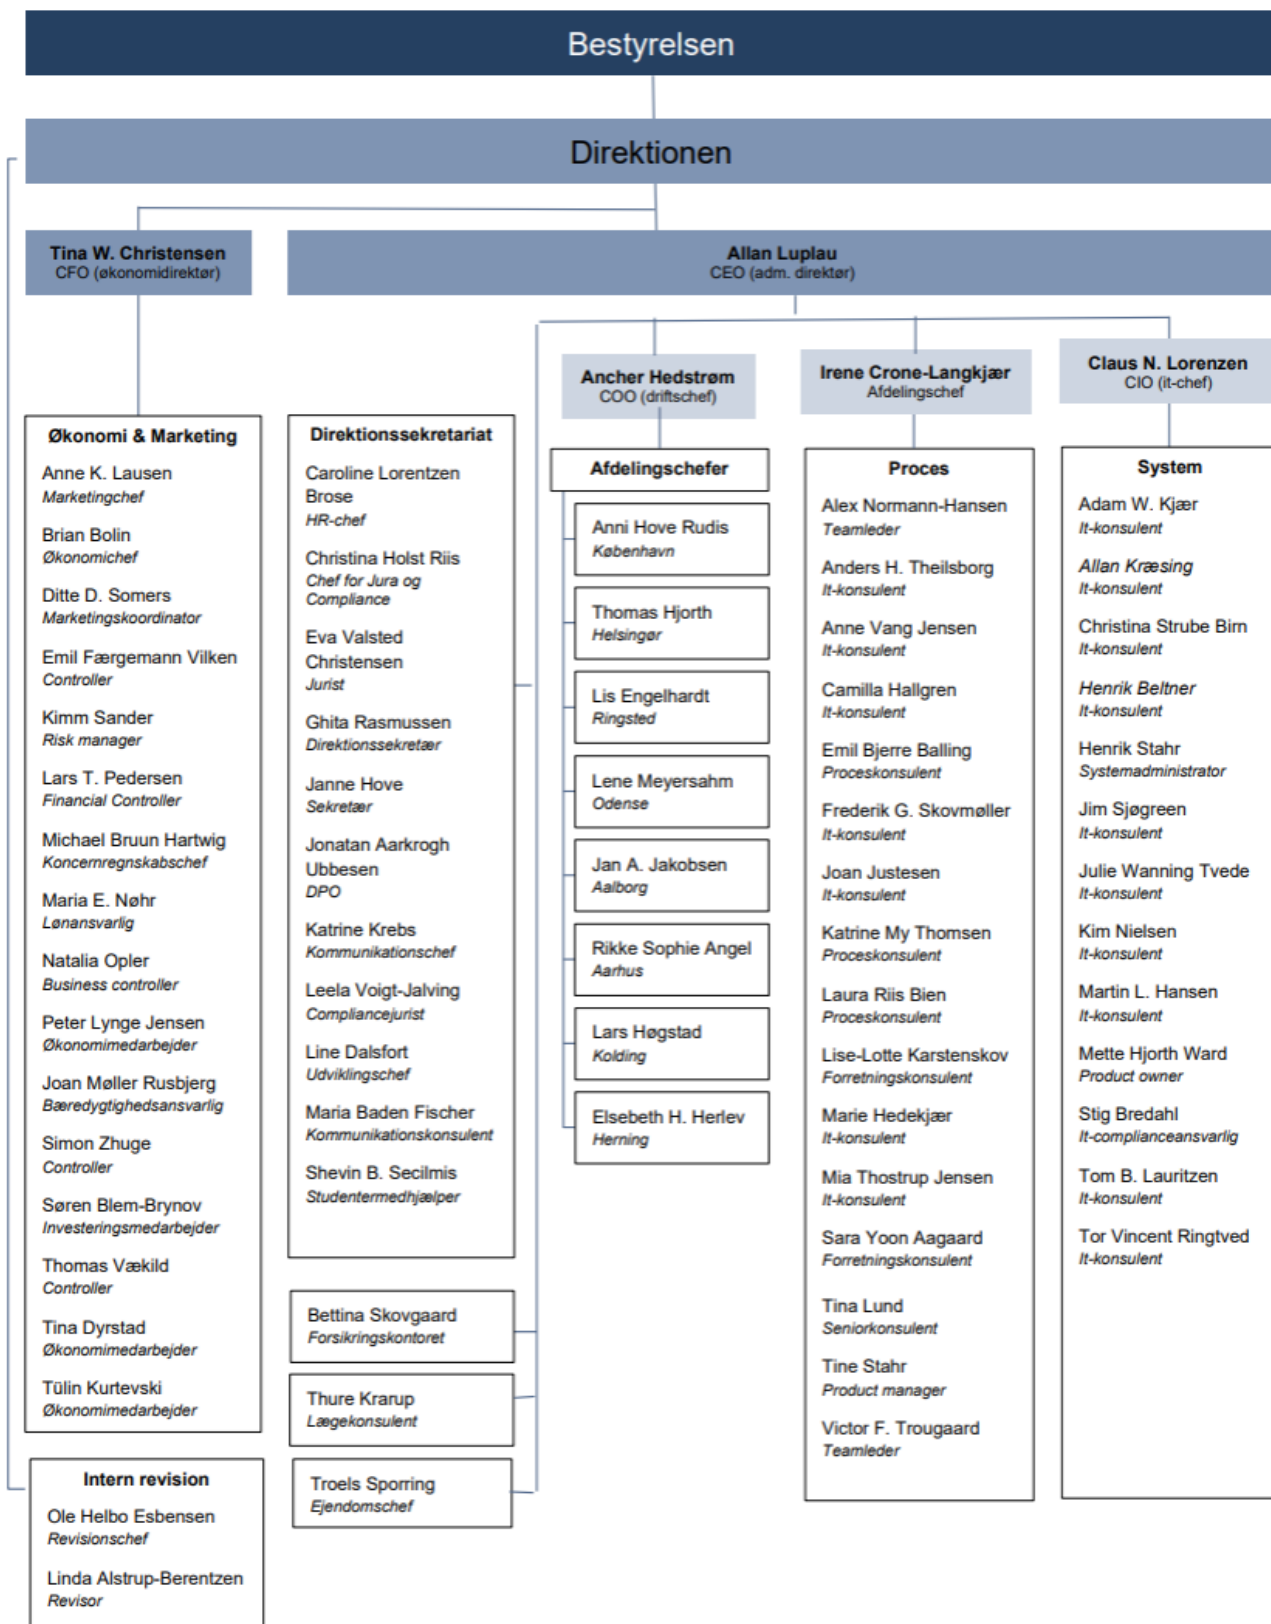 Bestyrelsen
Direktionen
Tina W. Christensen
CFO (økonomidirektør)
Allan Luplau
CEO (adm. direktør)
Ancher Hedstrøm
COO (driftschef)
Irene Crone-Langkjær
Afdelingschef
Claus N. Lorenzen
CIO (it-chef)
Økonomi & Marketing
Anne K. Lausen
Marketingchef
Brian Bolin
Økonomichef
Ditte D. Somers
Marketingskoordinator
Emil Færgemann Vilken
Controller
Kimm Sander
Risk manager
Lars T. Pedersen
Financial Controller
Michael Bruun Hartwig
Koncernregnskabschef
Maria E. Nøhr
Lønansvarlig
Natalia Opler
Business controller
Peter Lynge Jensen
Økonomimedarbejder
Joan Møller Rusbjerg
Bæredygtighedsansvarlig
Simon Zhuge
Controller
Søren Blem-Brynov
Investeringsmedarbejder
Thomas Vækild
Controller
Tina Dyrstad
Økonomimedarbejder
Tülin Kurtevski
Økonomimedarbejder
Intern revision
Ole Helbo Esbensen
Revisionschef
Linda Alstrup-Berentzen
Revisor
Direktionssekretariat
Caroline Lorentzen
Brose
HR-chef
Christina Holst Riis
Chef for Jura og
Compliance
Eva Valsted
Christensen
Jurist
Ghita Rasmussen
Direktionssekretær
Janne Hove
Sekretær
Jonatan Aarkrogh
Ubbesen
DPO
Katrine Krebs
Kommunikationschef
Leela Voigt-Jalving
Compliancejurist
Line Dalsfort
Udviklingschef
Maria Baden Fischer
Kommunikationskonsulent
Shevin B. Secilmis
Studentermedhjælper
Bettina Skovgaard
Forsikringskontoret
Thure Krarup
Lægekonsulent
Troels Sporring
Ejendomschef
Afdelingschefer
Anni Hove Rudis
København
Thomas Hjorth
Helsingør
Lis Engelhardt
Ringsted
Lene Meyersahm
Odense
Jan A. Jakobsen
Aalborg
Rikke Sophie Angel
Aarhus
Lars Høgstad
Kolding
Elsebeth H. Herlev
Herning
Proces
Alex Normann-Hansen
Teamleder
Anders H. Theilsborg
It-konsulent
Anne Vang Jensen
It-konsulent
Camilla Hallgren
It-konsulent
Emil Bjerre Balling
Proceskonsulent
Frederik G. Skovmøller
It-konsulent
Joan Justesen
It-konsulent
Katrine My Thomsen
Proceskonsulent
Laura Riis Bien
Proceskonsulent
Lise-Lotte Karstenskov
Forretningskonsulent
Marie Hedekjær
It-konsulent
Mia Thostrup Jensen
It-konsulent
Sara Yoon Aagaard
Forretningskonsulent
Tina Lund
Seniorkonsulent
Tine Stahr
Product manager
Victor F. Trougaard
Teamleder
System
Adam W. Kjær
It-konsulent
Allan Kræsing
It-konsulent
Christina Strube Birn
It-konsulent
Henrik Beltner
It-konsulent
Henrik Stahr
Systemadministrator
Jim Sjøgreen
It-konsulent
Julie Wanning Tvede
It-konsulent
Kim Nielsen
It-konsulent
Martin L. Hansen
It-konsulent
Mette Hjorth Ward
Product owner
Stig Bredahl
It-complianceansvarlig
Tom B. Lauritzen
It-konsulent
Tor Vincent Ringtved
It-konsulent